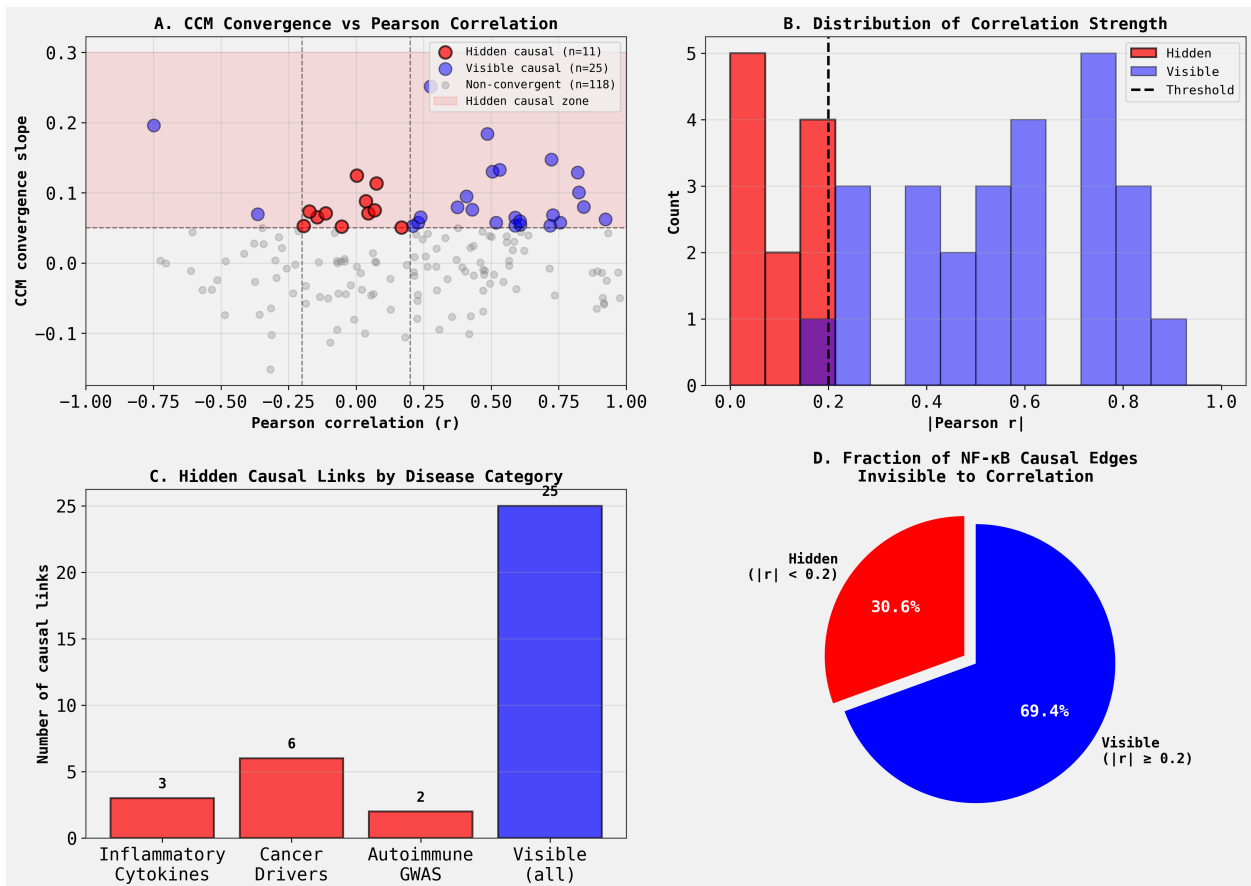 A. CCM Convergence vs Pearson Correlation
CCM convergence slope
0.3
0.2
0.1
0.0
−0.1
Hidden causal (n=11)
Visible causal (n=25)
Non-convergent (n=118)
Hidden causal zone
−1.00 −0.75 −0.50 −0.25 0.00 0.25 0.50 0.75 1.00
Pearson correlation (r)
B. Distribution of Correlation Strength
Count
5
4
3
2
1
0
Hidden
Visible
Threshold
0.0 0.2 0.4 0.6 0.8 1.0
|Pearson r|
C. Hidden Causal Links by Disease Category
Number of causal links
25
20
15
10
5
0
3
6
2
25
Inflammatory
Cytokines
Cancer
Drivers
Autoimmune
GWAS
Visible
(all)
D. Fraction of NF-κB Causal Edges
Invisible to Correlation
Hidden
(|r| < 0.2)
30.6%
69.4%
Visible
(|r| ≥ 0.2)